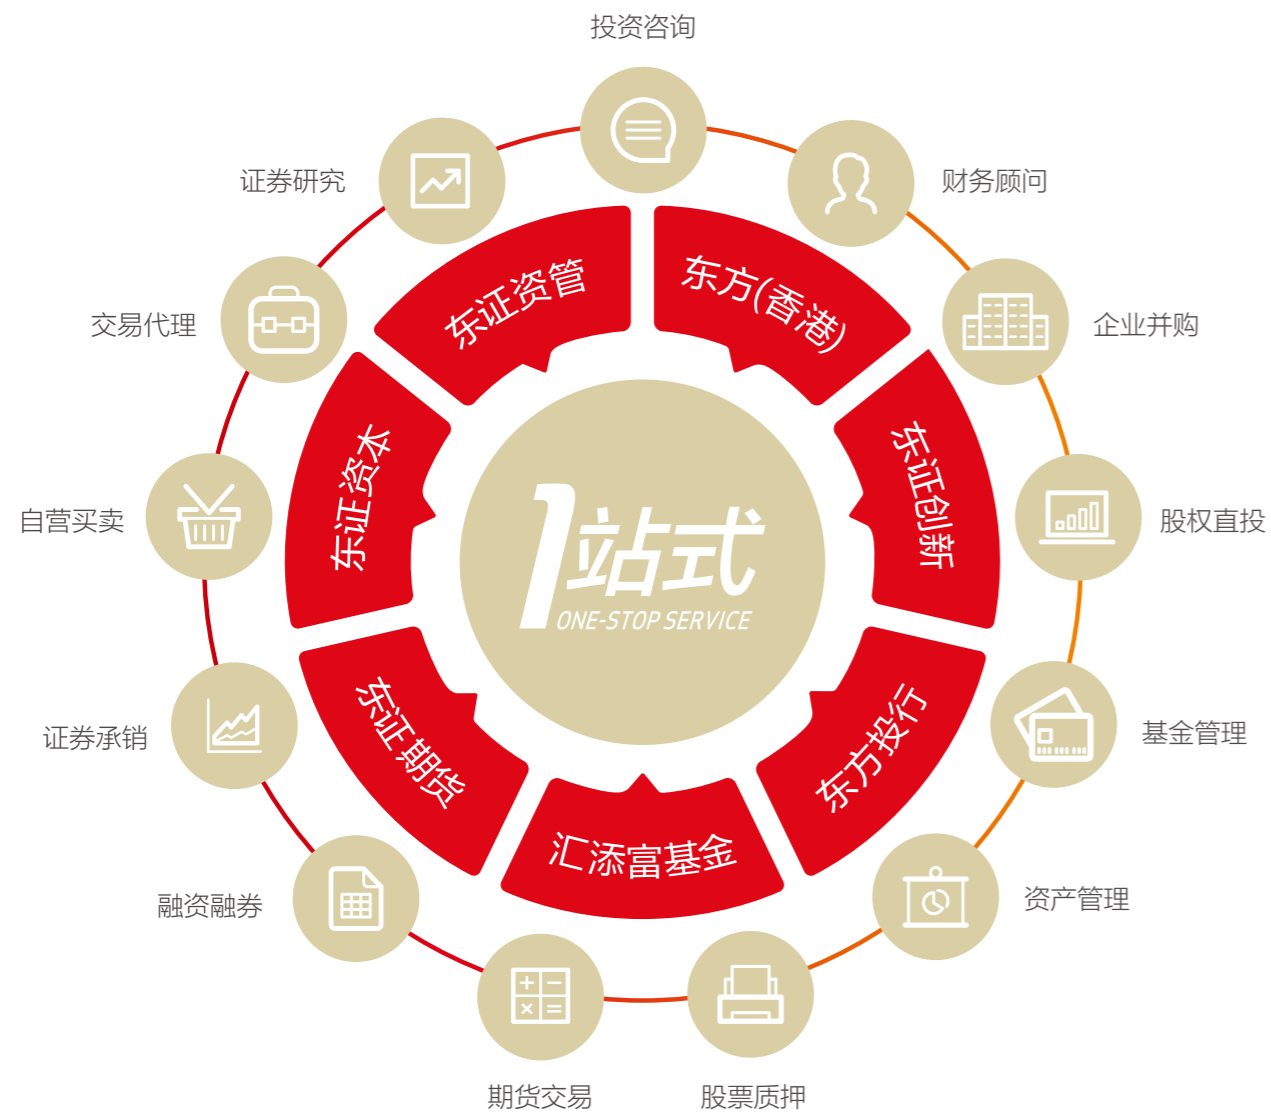 投资咨询
财务顾问
企业并购
股权直投
基金管理
资产管理
股票质押
期货交易
融资融券
证券承销
自营买卖
交易代理
证券研究
东方(香港)
东证创新
东方投行
汇添富基金
东证期货
东证资本
东证资管
1站式
ONE-STOP SERVICE